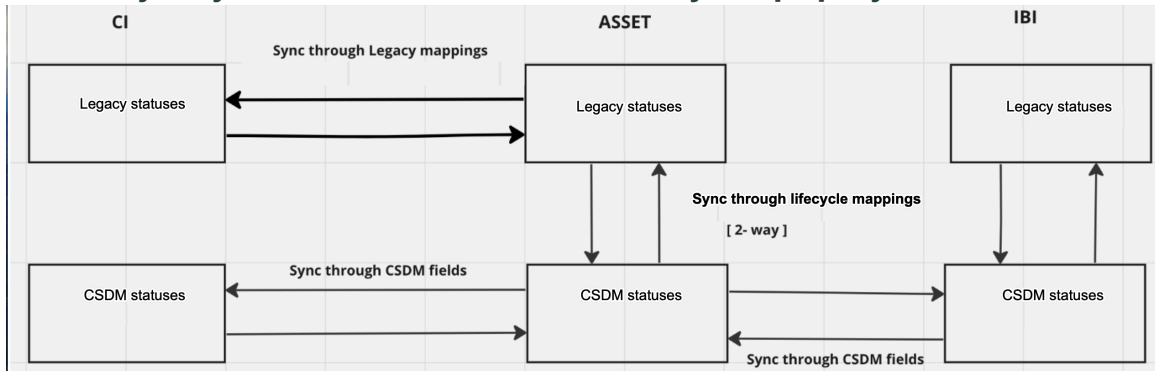 CI
ASSET
IBI
Sync through Legacy mappings
Legacy statuses
Legacy statuses
Legacy statuses
Sync through lifecycle mappings
[ 2- way ]
Sync through CSDM fields
CSDM statuses
CSDM statuses
CSDM statuses
Sync through CSDM fields